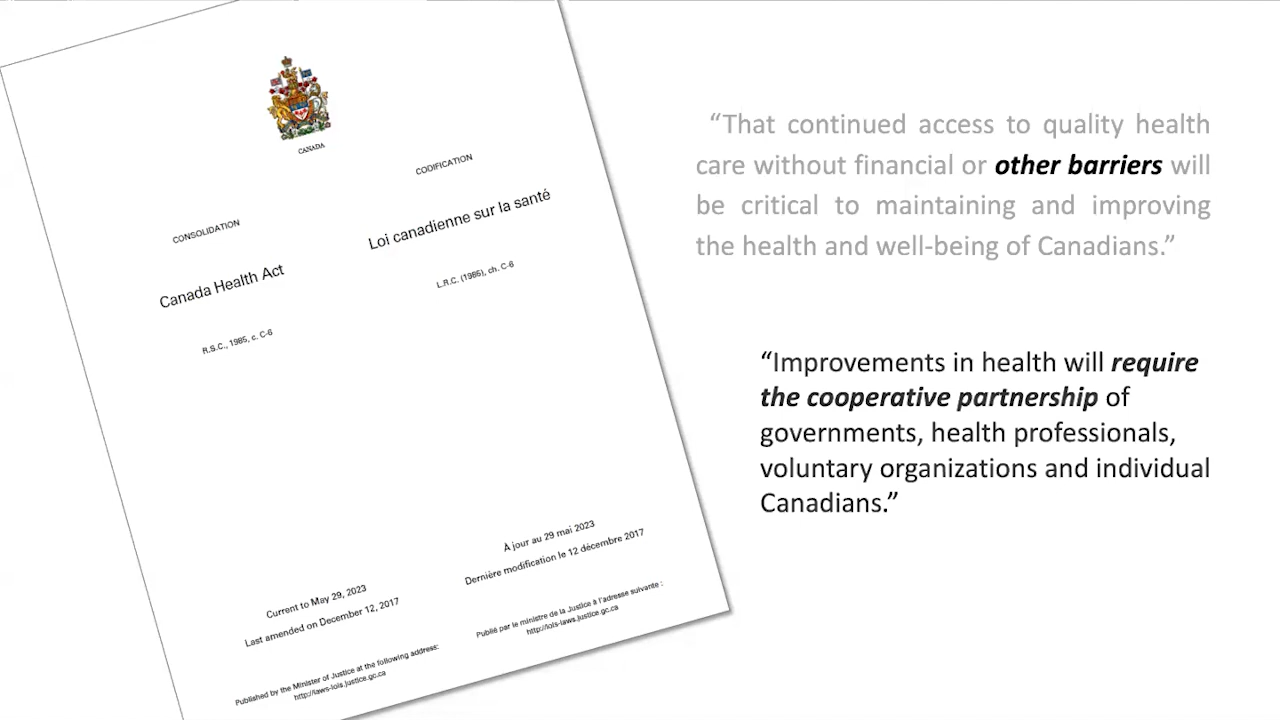 CANADA
CONSOLIDATION
Canada Health Act
R.S.C., 1985, c. C-6
CODIFICATION
Loi canadienne sur la santé
L.R.C. (1985), ch. C-6
Current to May 29, 2023
Last amended on December 12, 2017
À jour au 29 mai 2023
Dernière modification le 12 décembre 2017
Published by the Minister of Justice at the following address:
http://laws-lois.justice.gc.ca
Publié par le ministre de la Justice à l’adresse suivante :
http://lois-laws.justice.gc.ca
“That continued access to quality health
care without financial or other barriers will
be critical to maintaining and improving
the health and well-being of Canadians.”
“Improvements in health will require
the cooperative partnership of
governments, health professionals,
voluntary organizations and individual
Canadians.”